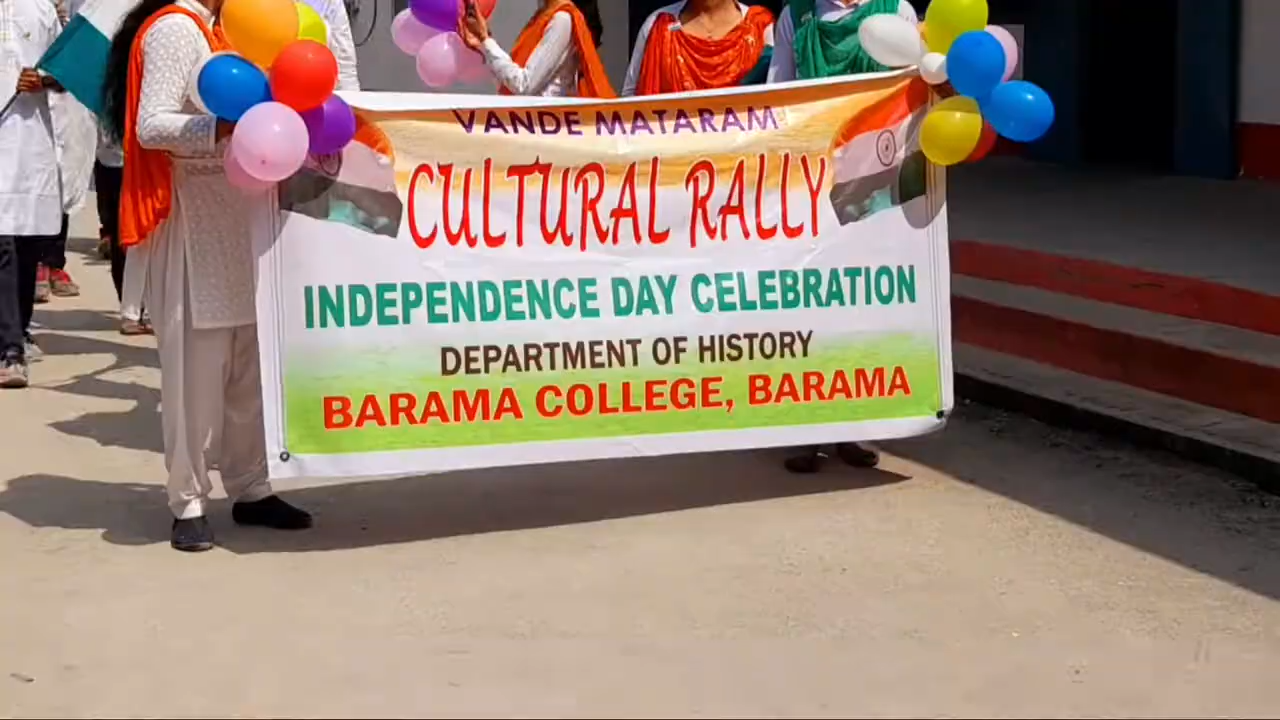 VANDE MATARAM
CULTURAL RALLY
INDEPENDENCE DAY CELEBRATION
DEPARTMENT OF HISTORY
BARAMA COLLEGE, BARAMA